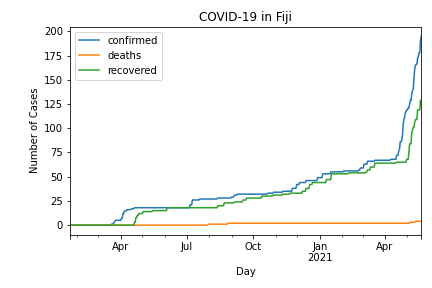 COVID-19 in Fiji
confirmed
deaths
recovered
200
175
150
125
100
75
50
25
0
Number of Cases
Apr
Jul
Oct
Jan
2021
Apr
Day